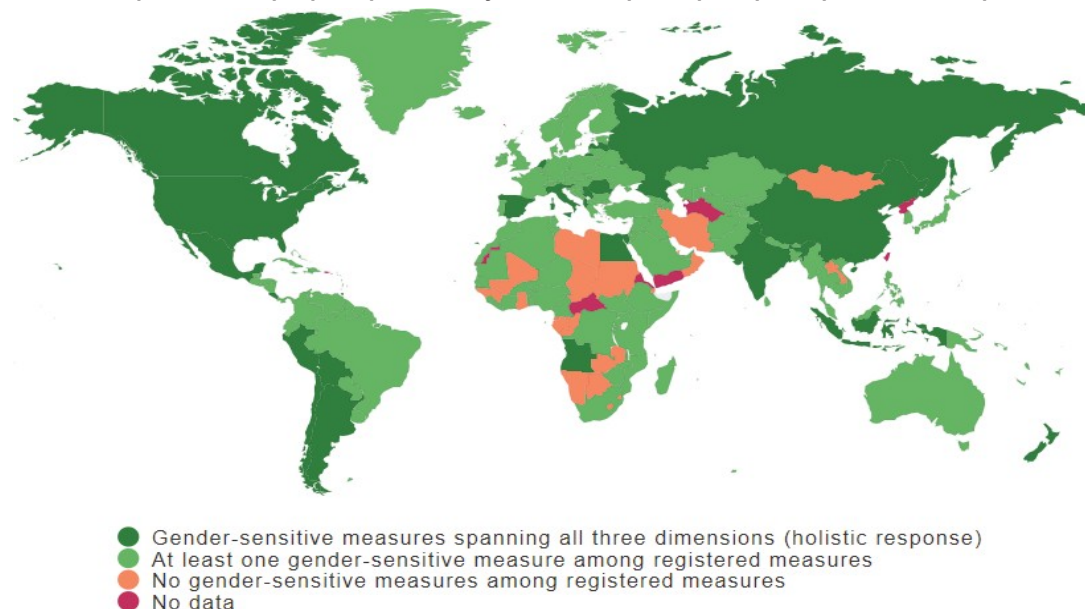 Gender-sensitive measures spanning all three dimensions (holistic response)
At least one gender-sensitive measure among registered measures
No gender-sensitive measures among registered measures
No data